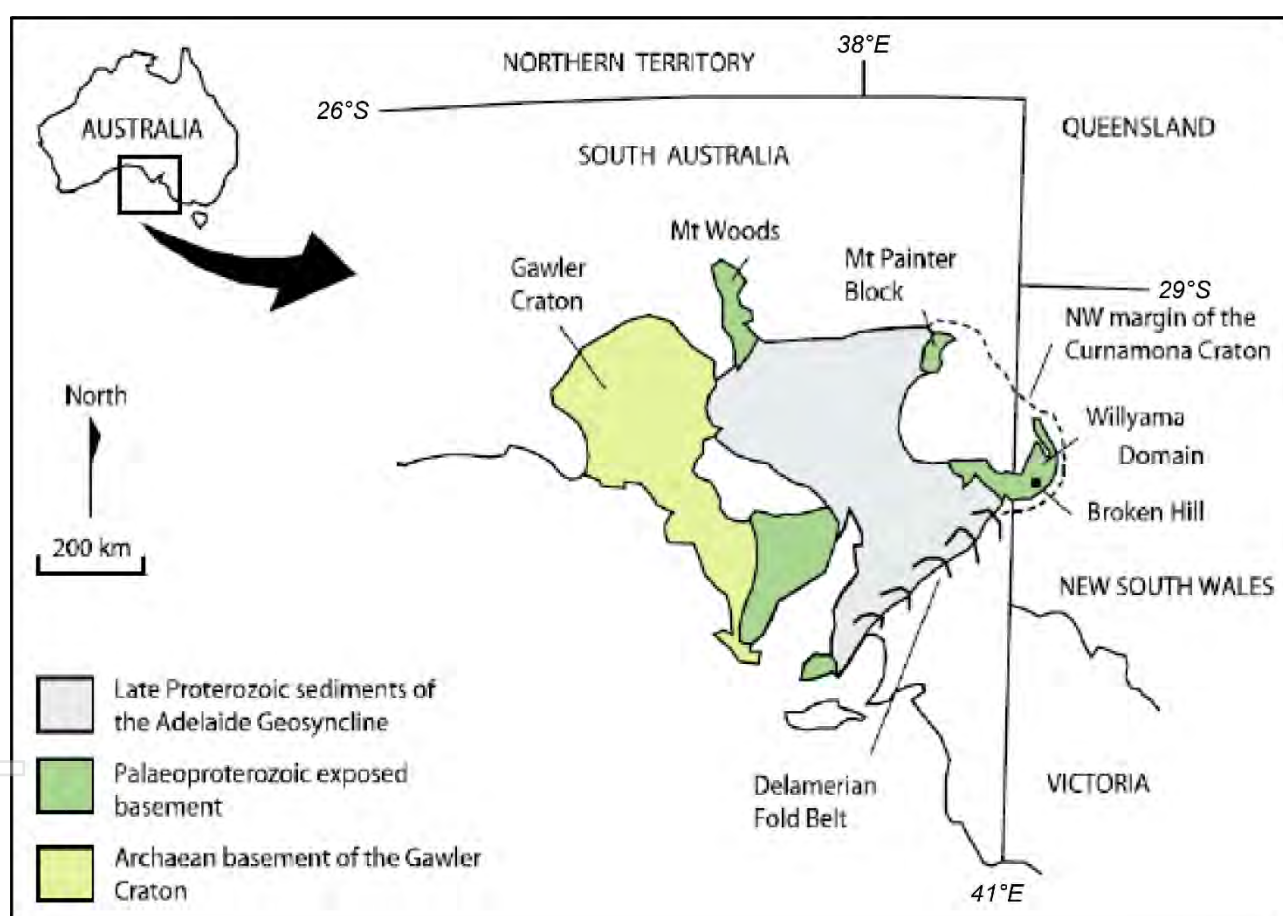 38°E
NORTHERN TERRITORY
26°S
QUEENSLAND
AUSTRALIA
SOUTH AUSTRALIA
Mt Woods
Mt Painter
Block
Gawler
Craton
29°S
NW margin of the
Curnamona Craton
North
Willyama
Domain
Broken Hill
200 km
NEW SOUTH WALES
Late Proterozoic sediments of
the Adelaide Geosyncline
Palaeoproterozoic exposed
basement
Delamerian
Fold Belt
VICTORIA
Archaean basement of the Gawler
Craton
41°E